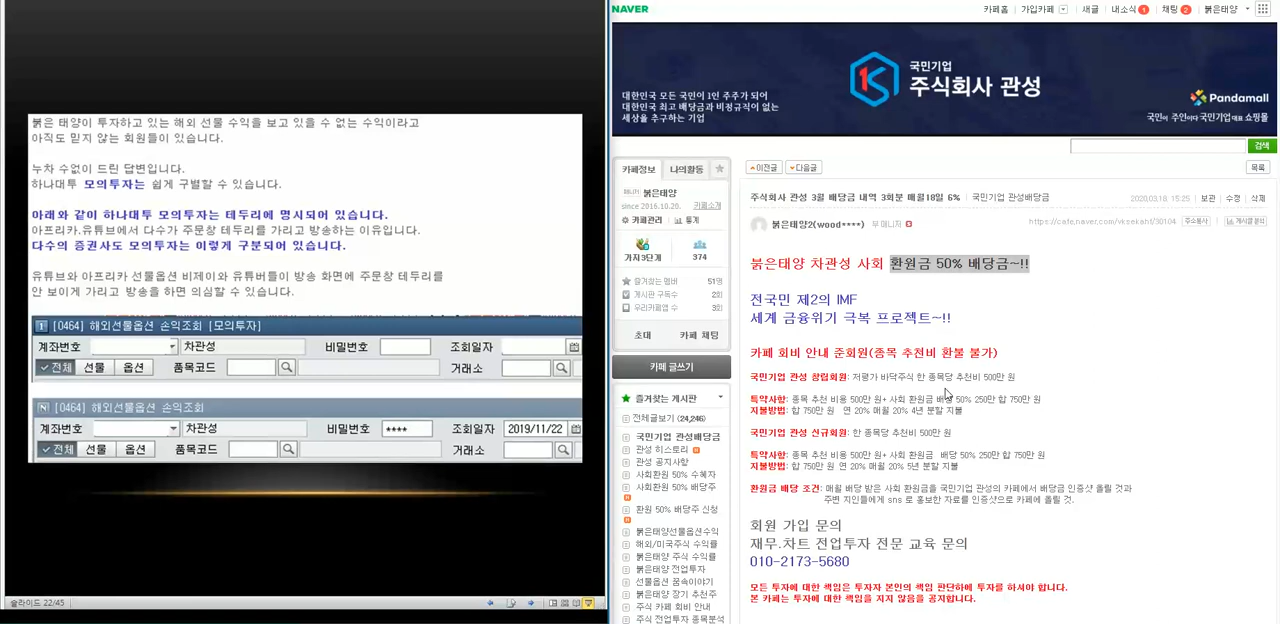 붉은 태양이 투자하고 있는 해외 선물 수익을 보고 있을 수 없는 수익이라고
아직도 믿지 않는 회원들이 있습니다.
누차 수없이 드린 답변입니다.
하나대투 모의투자는 쉽게 구별할 수 있습니다.
아래와 같이 하나대투 모의투자는 테두리에 명시되어 있습니다.
아프리카.유튜브에서 다수가 주문창 테두리를 가리고 방송하는 이유입니다.
다수의 증권사도 모의투자는 이렇게 구분되어 있습니다.
유튜브와 아프리카 선물옵션 비제이와 유튜버들이 방송 화면에 주문창 테두리를
안 보이게 가리고 방송을 하면 의심할 수 있습니다.
1 [0464] 해외선물옵션 손익조회 [모의투자]
계좌번호 차관성 비밀번호 조회일자
전체 선물 옵션 품목코드 거래소
N [0464] 해외선물옵션 손익조회
계좌번호 차관성 비밀번호 **** 조회일자 2019/11/22
전체 선물 옵션 품목코드 거래소
슬라이드 22/45
NAVER
카페홈 가입카페 새글 내소식 1 채팅 2 붉은태양
국민기업
주식회사 관성
대한민국 모든 국민이 1인 주주가 되어
대한민국 최고 배당금과 비정규직이 없는
세상을 추구하는 기업
Pandamall
국민이 주인이다 국민기업 대표 쇼핑몰
검색
카페정보 나의활동
매니저 붉은태양
since 2016.10.20. 카페소개
카페관리 통계
가지3단계 374
즐겨찾는 멤버 51명
게시판 구독수 2회
우리카페앱 수 3회
초대 카페 채팅
카페 글쓰기
즐겨찾는 게시판
전체글보기 (24,246)
국민기업 관성배당금
관성 히스토리
관성 공지사항
사회환원 50% 수혜자
사회환원 50% 배당주
환원 50% 배당주 신청
붉은태양선물옵션수익
해외/미국주식 수익률
붉은태양 주식 수익률
붉은태양 전업투자
선물옵션 꿈속이야기
붉은태양 장기 추천주
주식 카페 회비 안내
주식 전업투자 종목분석
이전글 다음글 목록
주식회사 관성 3월 배당금 내역 3회분 매월18일 6% 국민기업 관성배당금 2020.03.18. 15:25 보관 수정 삭제
붉은태양2(wood****) 부매니저 https://cafe.naver.com/vksekahf/30104 주소복사 게시물 분석
붉은태양 차관성 사회 환원금 50% 배당금~!!
전국민 제2의 IMF
세계 금융위기 극복 프로젝트~!!
카페 회비 안내 준회원(종목 추천비 환불 불가)
국민기업 관성 창립회원: 저평가 바닥주식 한 종목당 추천비 500만 원
특약사항: 종목 추천 비용 500만 원+ 사회 환원금 배당 50% 250만 합 750만 원
지불방법: 합 750만 원 연 20% 매월 20% 4년 분할 지불
국민기업 관성 신규회원: 한 종목당 추천비 500만 원
특약사항: 종목 추천 비용 500만 원+ 사회 환원금 배당 50% 250만 합 750만 원
지불방법: 합 750만 원 연 20% 매월 20% 5년 분할 지불
환원금 배당 조건: 매월 배당 받은 사회 환원금을 국민기업 관성의 카페에서 배당금 인증샷 올릴 것과
주변 지인들에게 sns 로 홍보한 자료를 인증샷으로 카페에 올릴 것.
회원 가입 문의
재무.차트 전업투자 전문 교육 문의
010-2173-5680
모든 투자에 대한 책임은 투자자 본인의 책임 판단하에 투자를 하셔야 합니다.
본 카페는 투자에 대한 책임을 지지 않음을 공지합니다.